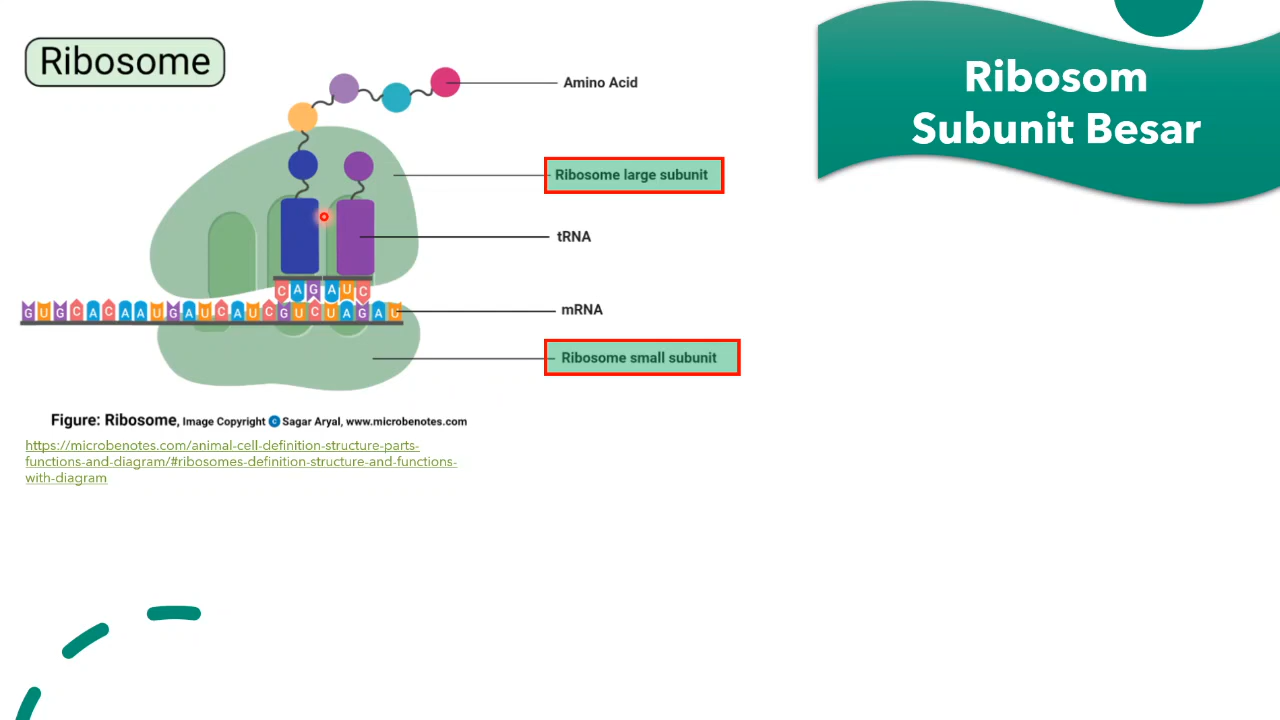 Ribosome
Ribosom
Subunit Besar
Amino Acid
Ribosome large subunit
tRNA
C A G A U C
G U G C A C A A U G A U C A U C G U C U A G A U
mRNA
Ribosome small subunit
Figure: Ribosome, Image Copyright C Sagar Aryal, www.microbenotes.com
https://microbenotes.com/animal-cell-definition-structure-parts-
functions-and-diagram/#ribosomes-definition-structure-and-functions-
with-diagram